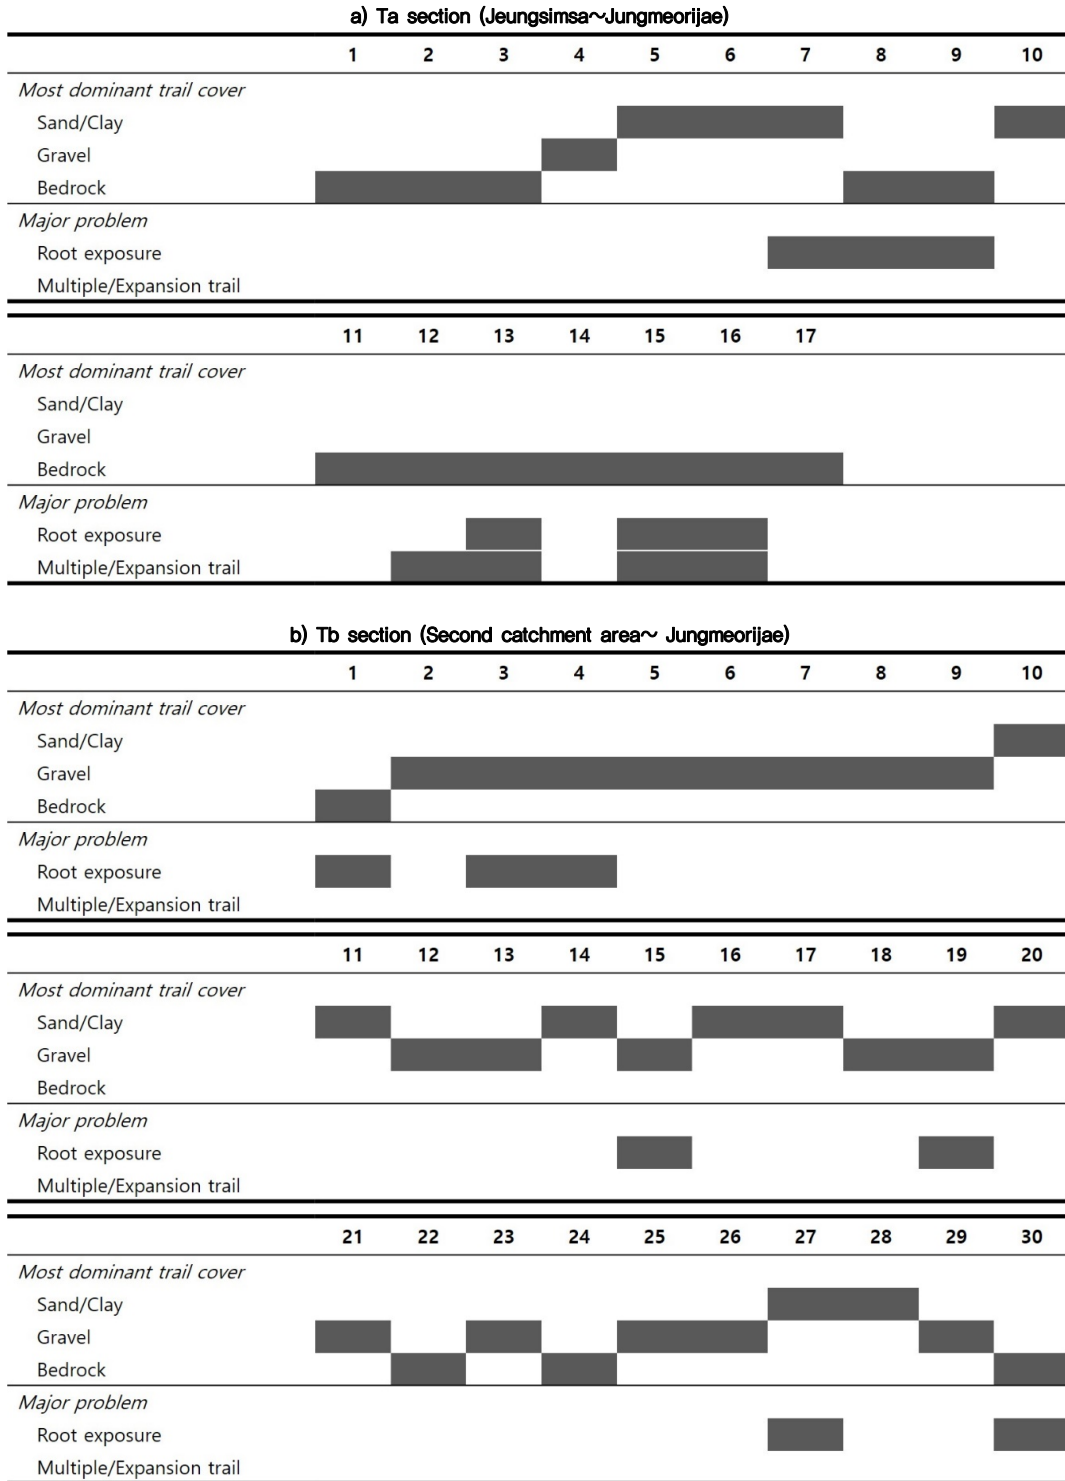 a) Ta section (Jeungsimsa～Jungmeorijae)
1 2 3 4 5 6 7 8 9 10
Most dominant trail cover
Sand/Clay
Gravel
Bedrock
Major problem
Root exposure
Multiple/Expansion trail
11 12 13 14 15 16 17
Most dominant trail cover
Sand/Clay
Gravel
Bedrock
Major problem
Root exposure
Multiple/Expansion trail
b) Tb section (Second catchment area～ Jungmeorijae)
1 2 3 4 5 6 7 8 9 10
Most dominant trail cover
Sand/Clay
Gravel
Bedrock
Major problem
Root exposure
Multiple/Expansion trail
11 12 13 14 15 16 17 18 19 20
Most dominant trail cover
Sand/Clay
Gravel
Bedrock
Major problem
Root exposure
Multiple/Expansion trail
21 22 23 24 25 26 27 28 29 30
Most dominant trail cover
Sand/Clay
Gravel
Bedrock
Major problem
Root exposure
Multiple/Expansion trail